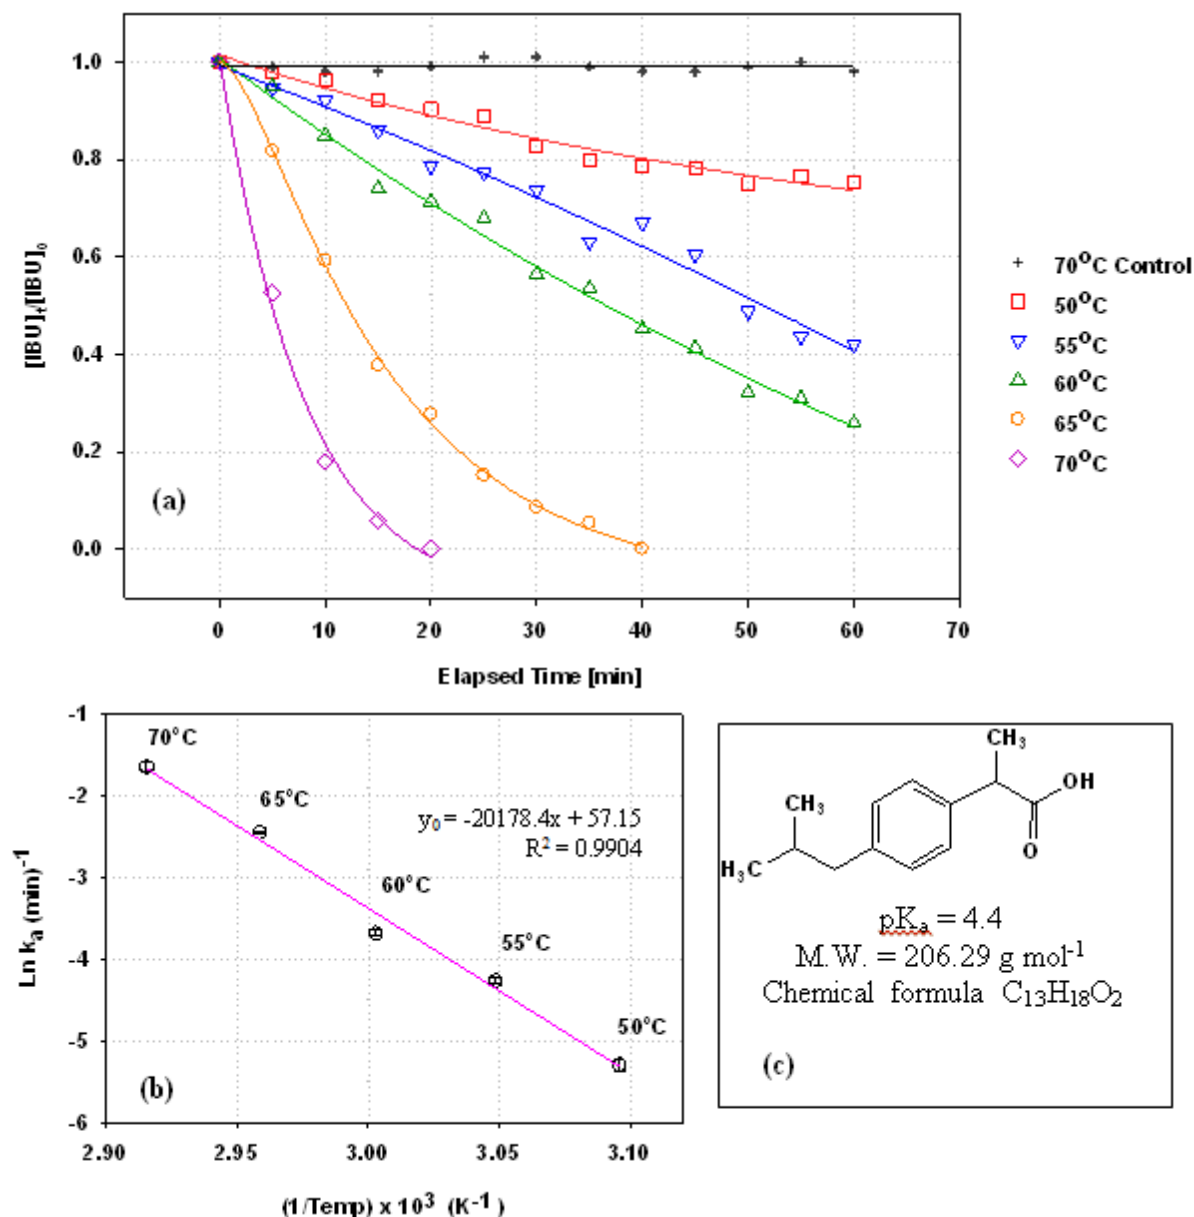 1.0
0.8
0.6
0.4
0.2
0.0
[IBU]t/[IBU]0
(a)
0 10 20 30 40 50 60 70
Elapsed Time [min]
70°C Control
50°C
55°C
60°C
65°C
70°C
-1
-2
-3
-4
-5
-6
Ln ka (min)-1
70°C
65°C
y0 = -20178.4x + 57.15
R2 = 0.9904
60°C
55°C
50°C
(b)
2.90 2.95 3.00 3.05 3.10
(1/Temp) x 103 (K-1)
CH3
OH
CH3
O
H3C
pKa = 4.4
M.W. = 206.29 g mol-1
Chemical formula C13H18O2
(c)